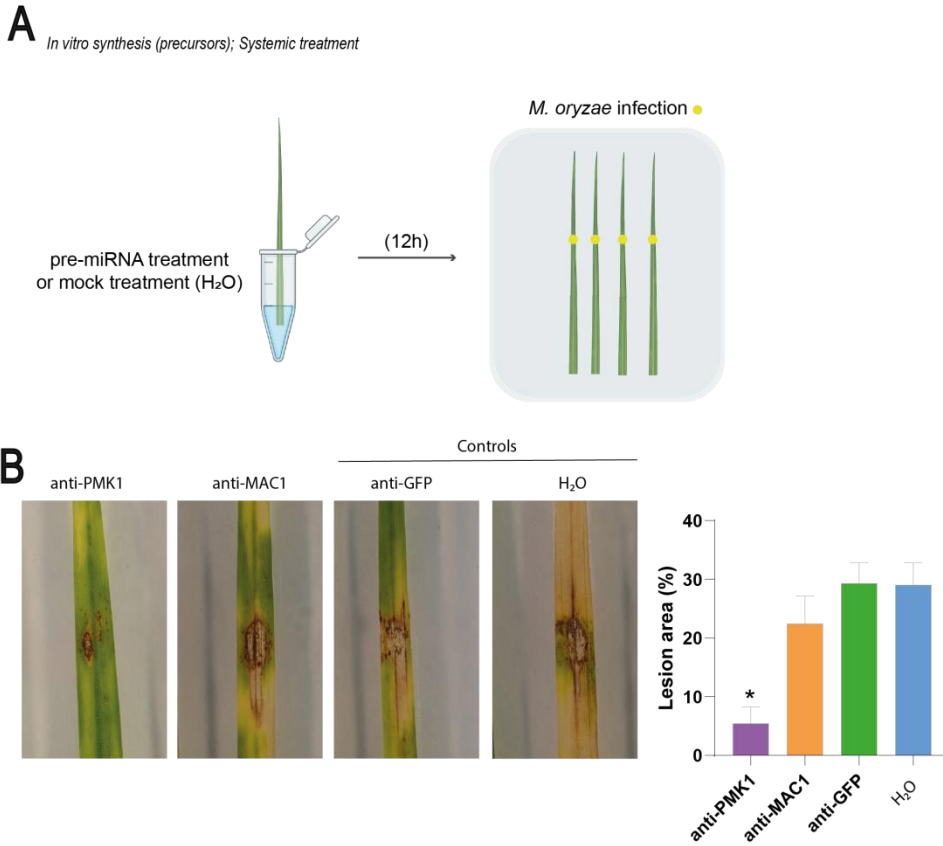 A
In vitro synthesis (precursors); Systemic treatment
M. oryzae infection
pre-miRNA treatment
or mock treatment (H₂O)
(12h)
B
Controls
anti-PMK1
anti-MAC1
anti-GFP
H₂O
Lesion area (%)
40
30
20
10
0
*
anti-PMK1
anti-MAC1
anti-GFP
H₂O